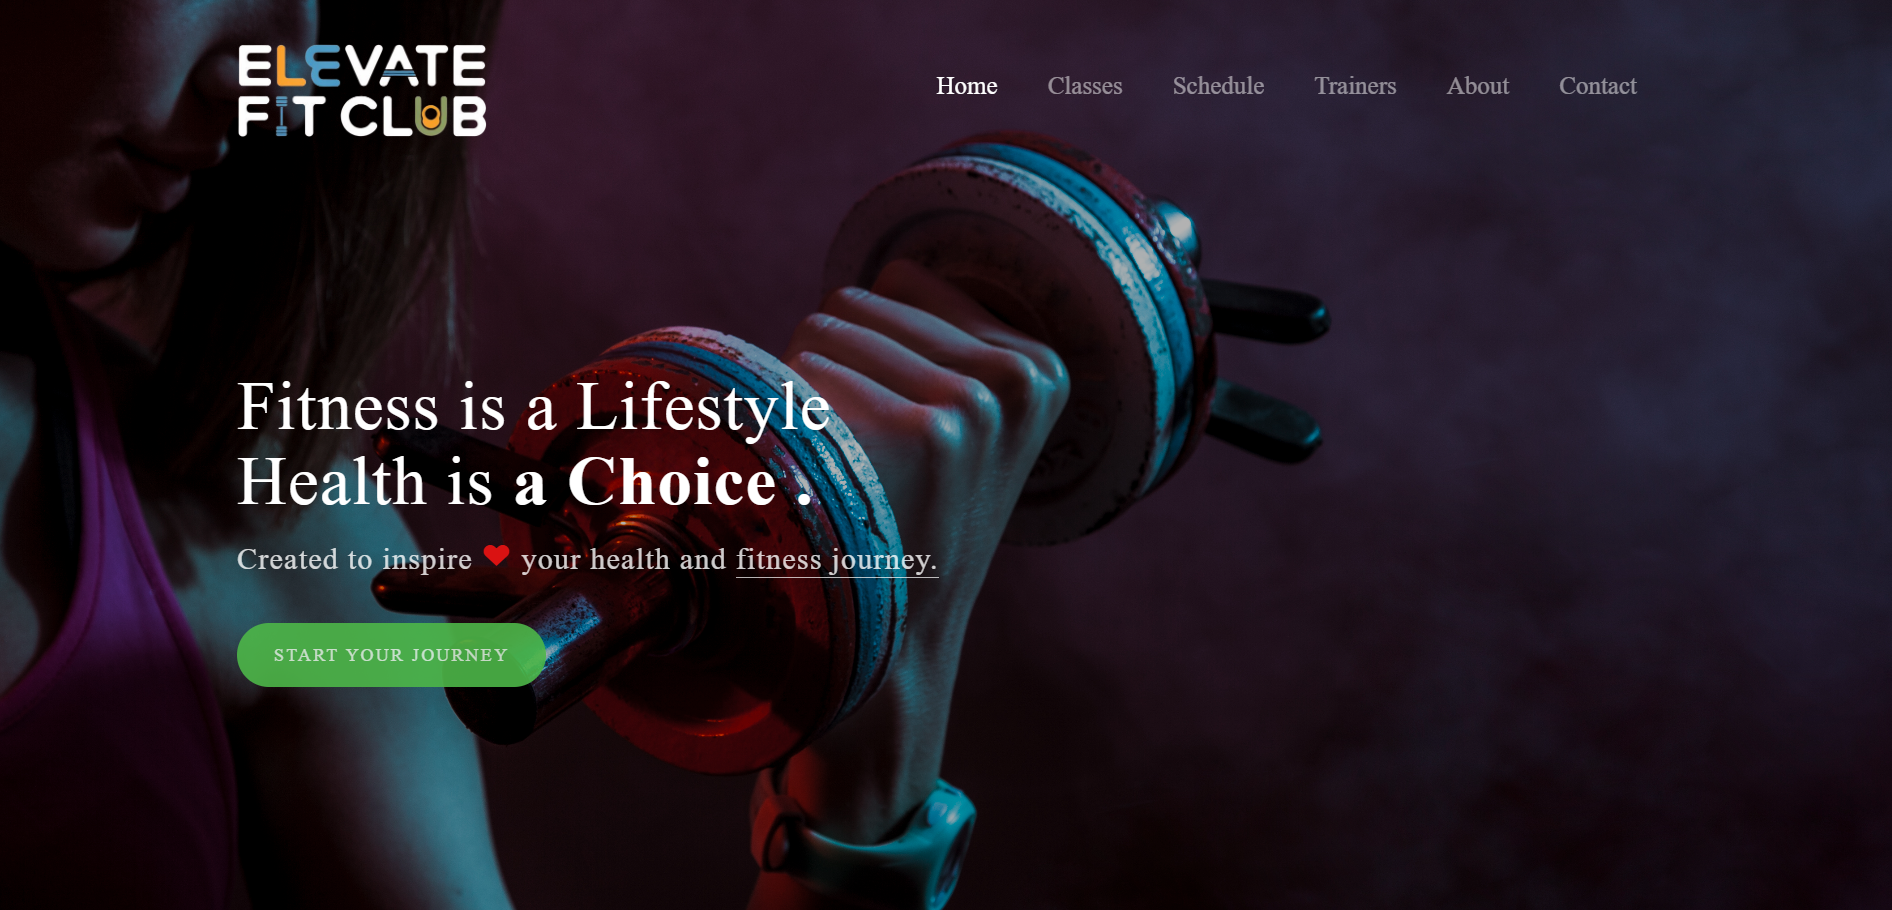 ELEVATE
FIT CLUB
Home Classes Schedule Trainers About Contact
Fitness is a Lifestyle
Health is a Choice .
Created to inspire ❤ your health and fitness journey.
START YOUR JOURNEY